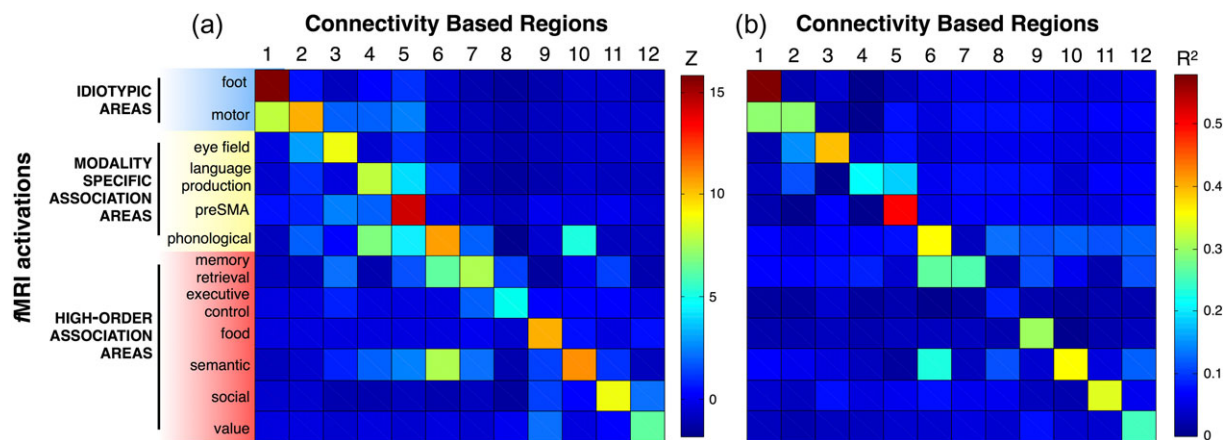 Connectivity Based Regions
Connectivity Based Regions
(a)
(b)
1 2 3 4 5 6 7 8 9 10 11 12
Z
1 2 3 4 5 6 7 8 9 10 11 12
R²
fMRI activations
IDIOTYPIC
AREAS
MODALITY
SPECIFIC
ASSOCIATION
AREAS
HIGH-ORDER
ASSOCIATION
AREAS
foot
motor
eye field
language
production
preSMA
phonological
memory
retrieval
executive
control
food
semantic
social
value
15
10
5
0
0.5
0.4
0.3
0.2
0.1
0